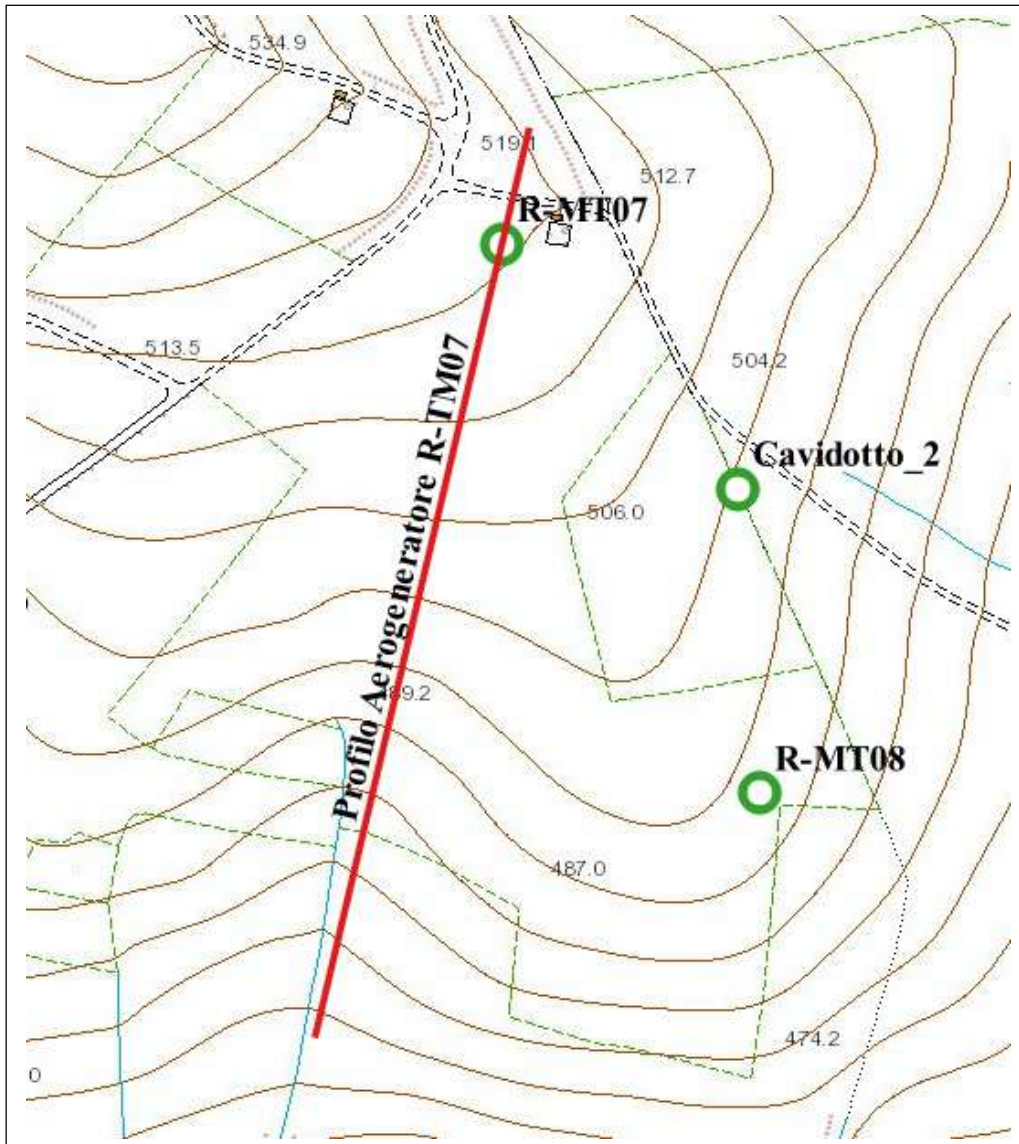 534.9
519.1
512.7
R-MT07
513.5
504.2
Profilo Aerogeneratore R-TM07
Cavidotto_2
506.0
489.2
R-MT08
487.0
474.2
0